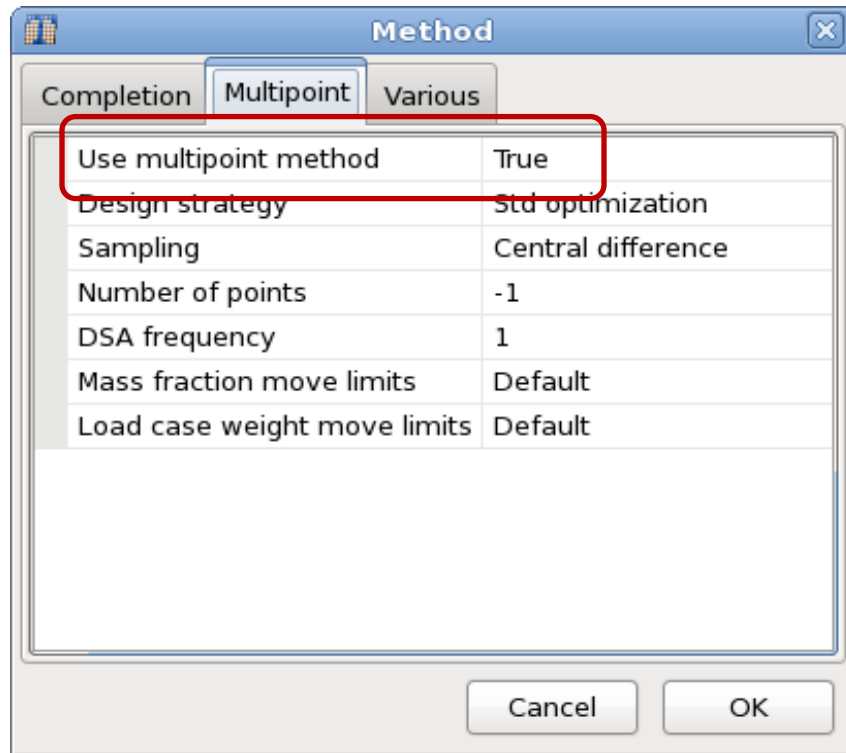 Method
Completion Multipoint Various
Use multipoint method True
Design strategy Std optimization
Sampling Central difference
Number of points -1
DSA frequency 1
Mass fraction move limits Default
Load case weight move limits Default
Cancel OK